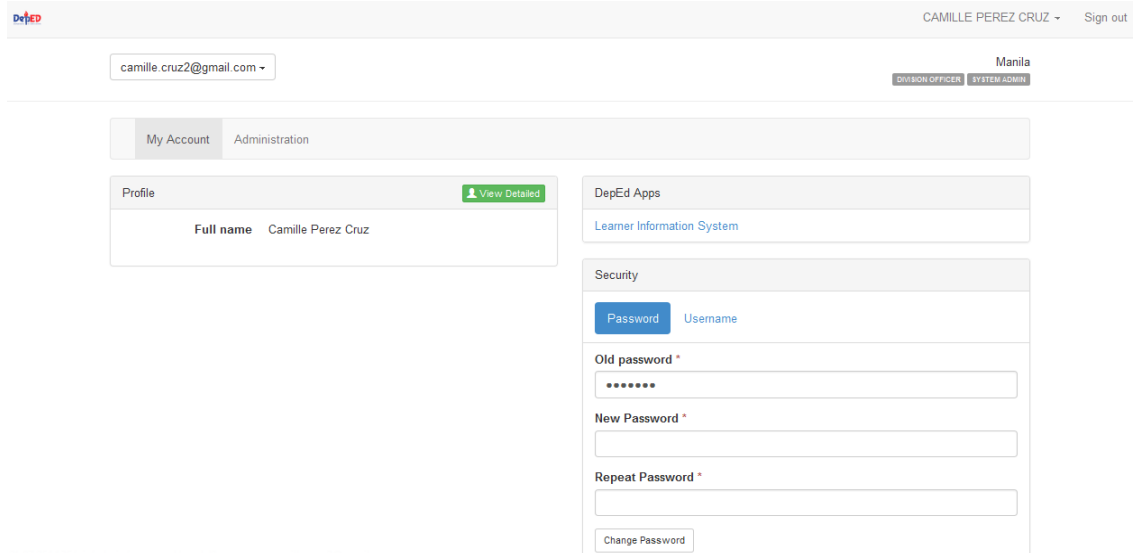 DepED
CAMILLE PEREZ CRUZ Sign out
camille.cruz2@gmail.com
Manila
DIVISION OFFICER SYSTEM ADMIN
My Account Administration
Profile View Detailed
Full name Camille Perez Cruz
DepEd Apps
Learner Information System
Security
Password Username
Old password *
•••••••
New Password *
Repeat Password *
Change Password